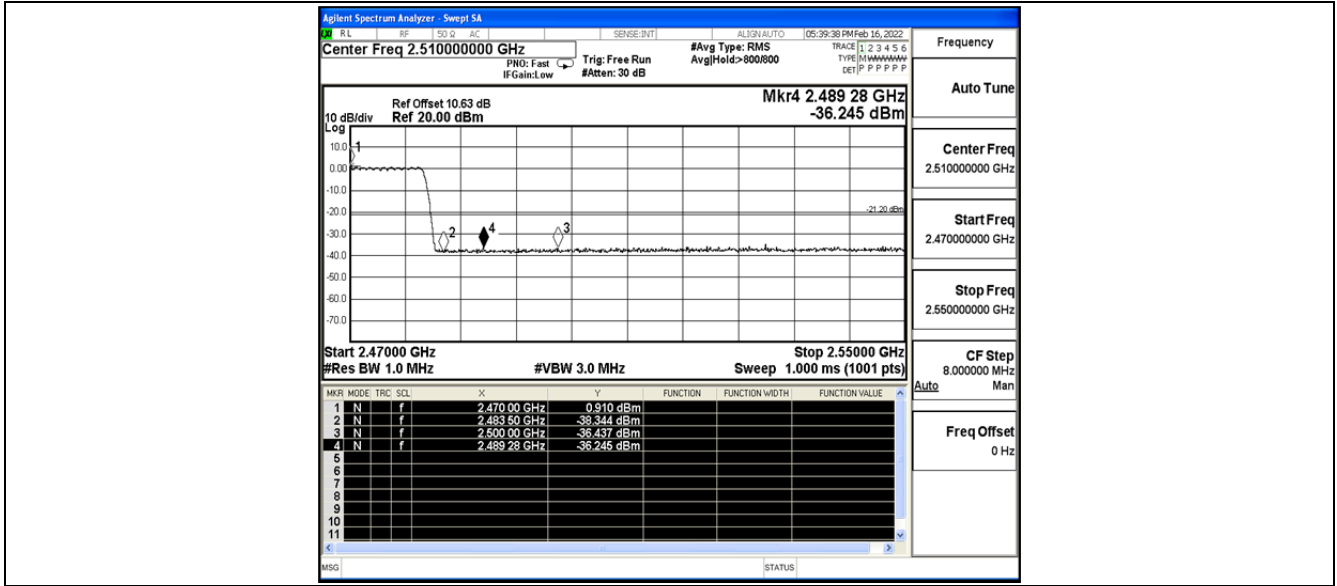 Agilent Spectrum Analyzer - Swept SA
RL RF 50 Ω AC SENSE:INT ALIGNAUTO 05:39:38 PM Feb 16, 2022
Center Freq 2.510000000 GHz
PNO: Fast
IFGain:Low
Trig: Free Run
#Atten: 30 dB
#Avg Type: RMS
Avg|Hold>800/800
TRACE 1 2 3 4 5 6
TYPE M WWWWW
DET P P P P P P
Mkr4 2.489 28 GHz
-36.245 dBm
Ref Offset 10.63 dB
10 dB/div Ref 20.00 dBm
Log
10.0
0.00
-10.0
-20.0
-30.0
-40.0
-50.0
-60.0
-70.0
1
2
4
3
-21.20 dBm
Start 2.47000 GHz Stop 2.55000 GHz
#Res BW 1.0 MHz #VBW 3.0 MHz Sweep 1.000 ms (1001 pts)
MKR MODE TRC SCL X Y FUNCTION FUNCTION WIDTH FUNCTION VALUE
1 N f 2.470 00 GHz 0.910 dBm
2 N f 2.483 50 GHz -38.344 dBm
3 N f 2.500 00 GHz -36.437 dBm
4 N f 2.489 28 GHz -36.245 dBm
5
6
7
8
9
10
11
MSG STATUS
Frequency
Auto Tune
Center Freq
2.510000000 GHz
Start Freq
2.470000000 GHz
Stop Freq
2.550000000 GHz
CF Step
8.000000 MHz
Auto Man
Freq Offset
0 Hz